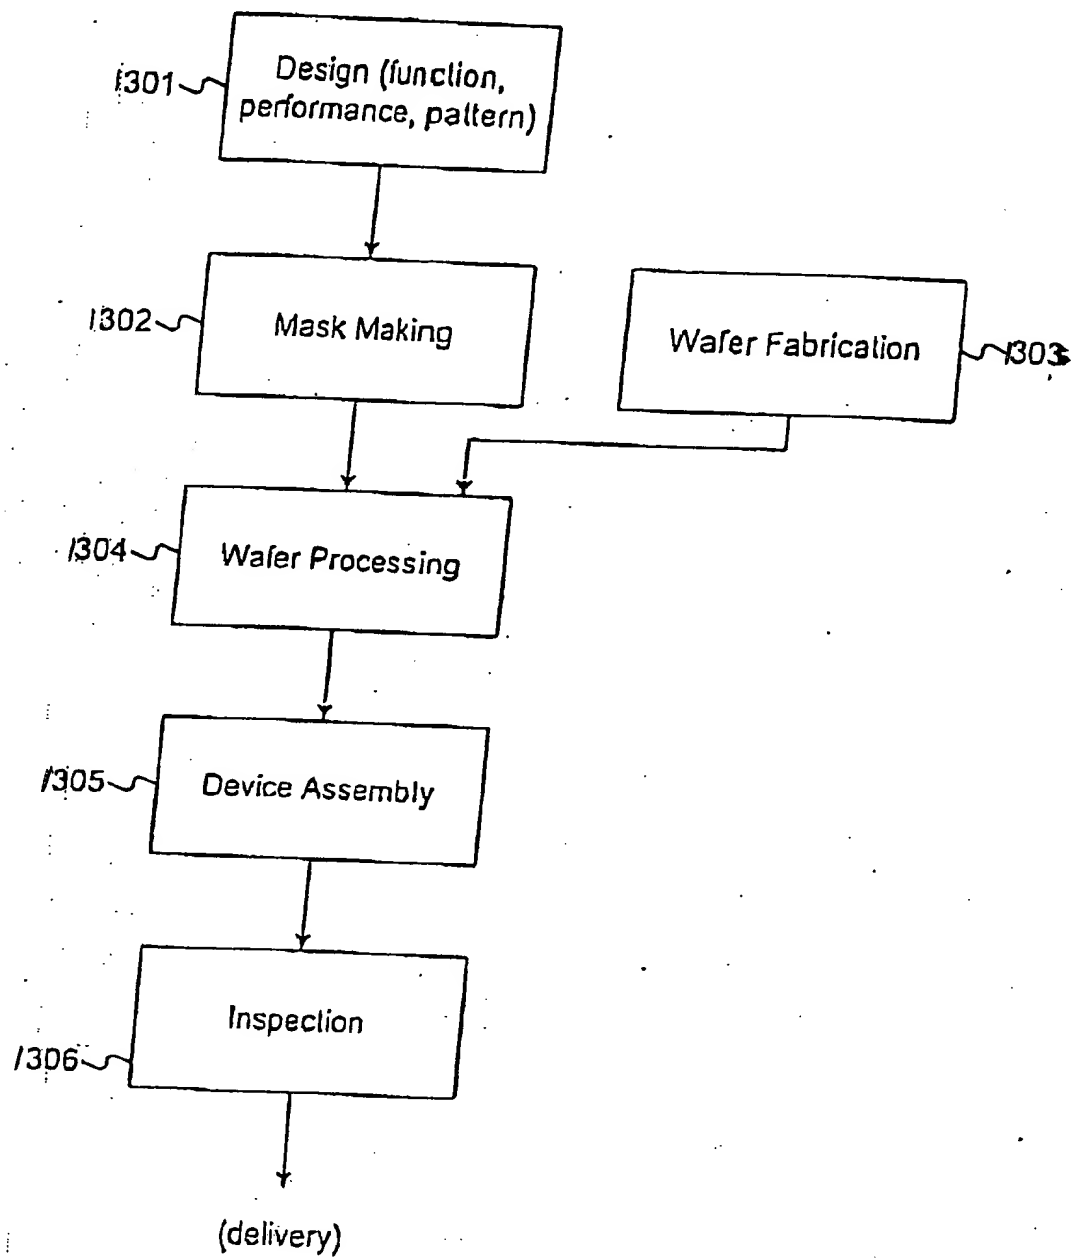 1301
Design (function,
performance, pattern)
1302
Mask Making
Wafer Fabrication
1303
1304
Wafer Processing
1305
Device Assembly
Inspection
1306
(delivery)